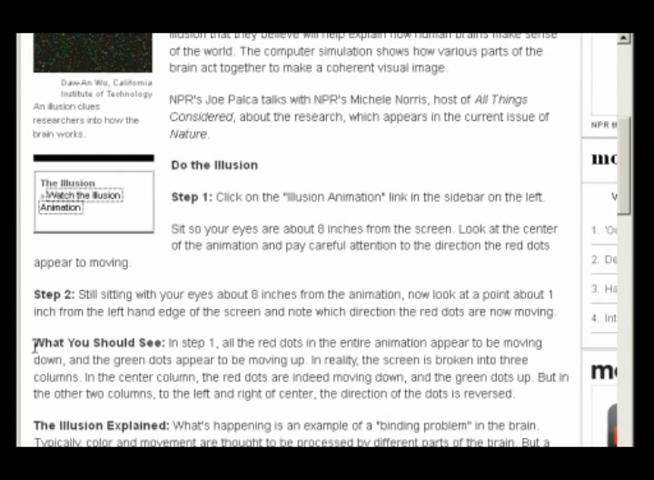 illusion that they believe will help explain how human brains make sense
of the world. The computer simulation shows how various parts of the
brain act together to make a coherent visual image.
Daw-An Wu, California
Institute of Technology
An illusion clues
researchers into how the
brain works.
NPR's Joe Palca talks with NPR's Michele Norris, host of All Things
Considered, about the research, which appears in the current issue of
Nature.
Do the Illusion
The Illusion
Watch the Illusion
Animation
Step 1: Click on the "Illusion Animation" link in the sidebar on the left.
Sit so your eyes are about 8 inches from the screen. Look at the center
of the animation and pay careful attention to the direction the red dots
appear to moving.
Step 2: Still sitting with your eyes about 8 inches from the animation, now look at a point about 1
inch from the left hand edge of the screen and note which direction the red dots are now moving.
What You Should See: In step 1, all the red dots in the entire animation appear to be moving
down, and the green dots appear to be moving up. In reality, the screen is broken into three
columns. In the center column, the red dots are indeed moving down, and the green dots up. But in
the other two columns, to the left and right of center, the direction of the dots is reversed.
The Illusion Explained: What's happening is an example of a "binding problem" in the brain.
Typically, color and movement are thought to be processed by different parts of the brain. But a
NPR th
mo
1. 'Ou
2. De
3. Ha
4. Int
mo